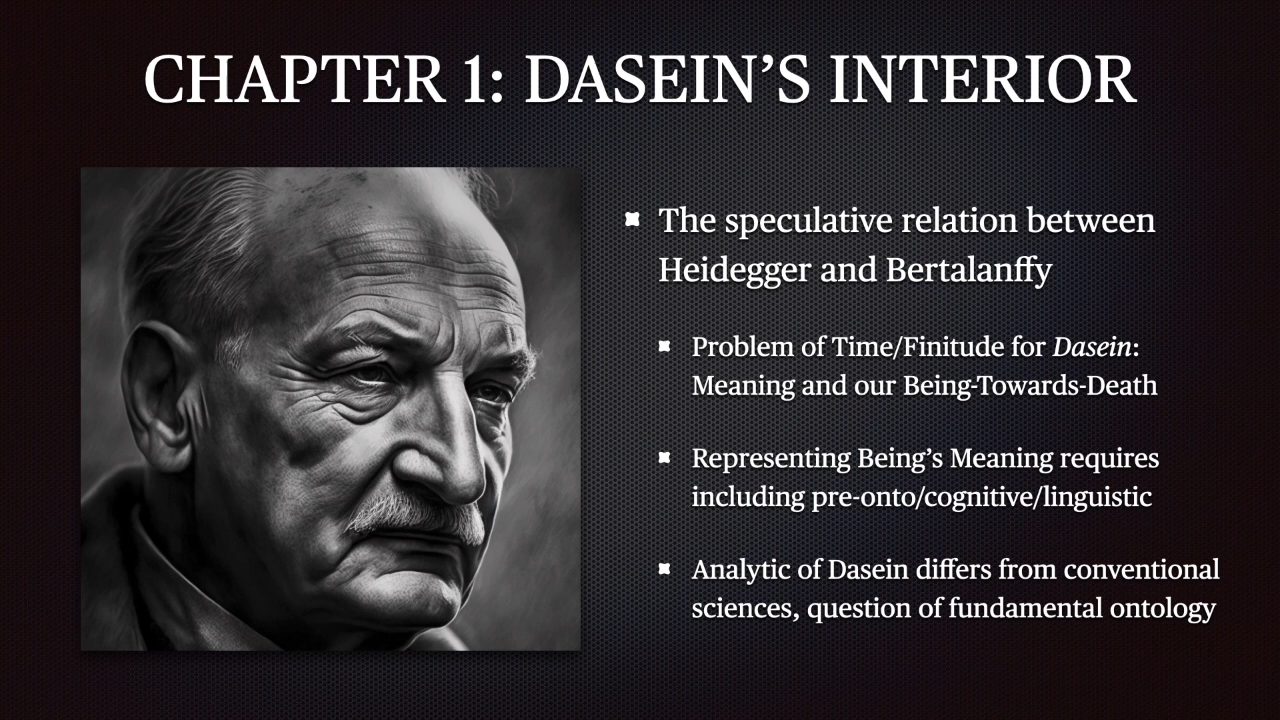 CHAPTER 1: DASEIN’S INTERIOR
The speculative relation between
Heidegger and Bertalanffy
Problem of Time/Finitude for Dasein:
Meaning and our Being-Towards-Death
Representing Being’s Meaning requires
including pre-onto/cognitive/linguistic
Analytic of Dasein differs from conventional
sciences, question of fundamental ontology